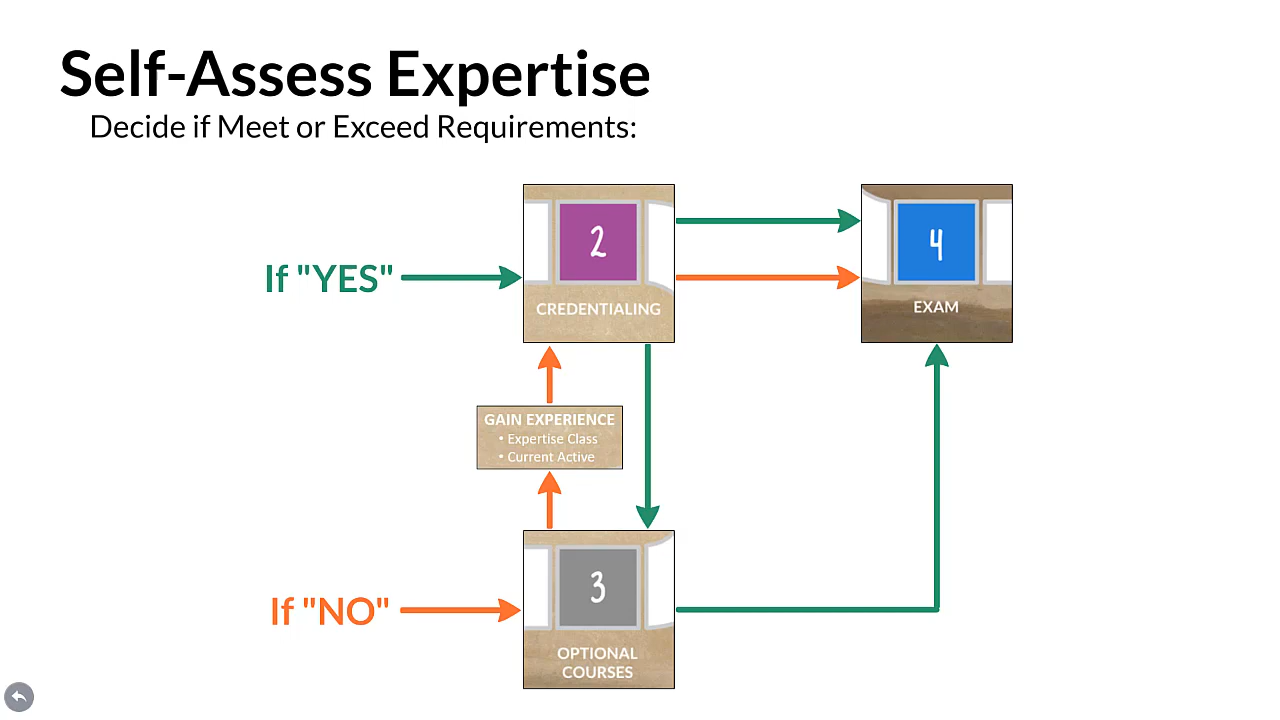 Self-Assess Expertise
Decide if Meet or Exceed Requirements:
If "YES"
2
CREDENTIALING
4
EXAM
GAIN EXPERIENCE
• Expertise Class
• Current Active
If "NO"
3
OPTIONAL
COURSES